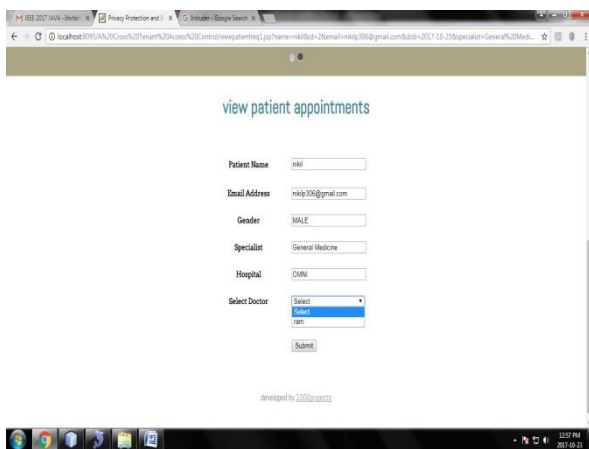 IEEE 2017 JAVA - (Invitati
Privacy Protection and
G Intruder - Google Search
localhost:8095/A%20Cross%20Tenant%20Access%20Control/viewpatientreq1.jsp?name=nikil&id=2&email=nikilp306@gmail.com&dob=2017-10-23&specialist=General%20Medi...
view patient appointments
Patient Name nikil
Email Address nikilp306@gmail.com
Gender MALE
Specialist General Medicine
Hospital OMNI
Select Doctor Select
Select
ram
Submit
developed by 1000projects
12:57 PM
2017-10-23